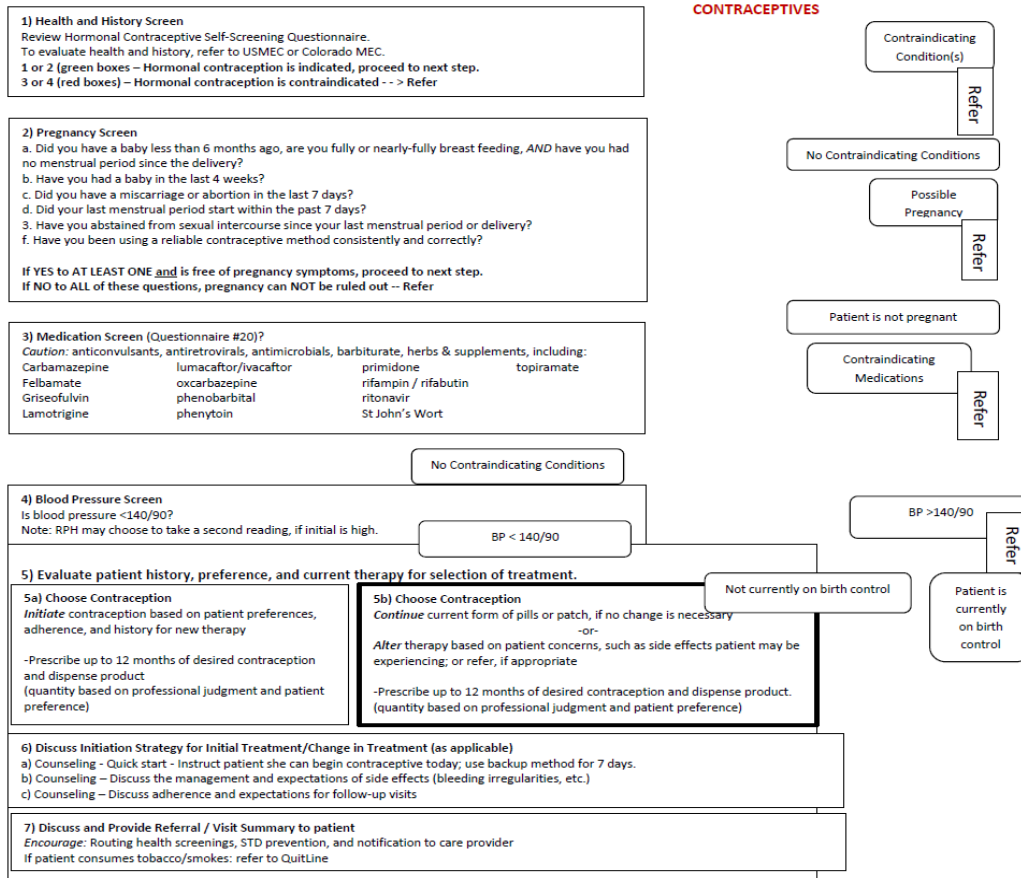 CONTRACEPTIVES
1) Health and History Screen
Review Hormonal Contraceptive Self-Screening Questionnaire.
To evaluate health and history, refer to USMEC or Colorado MEC.
1 or 2 (green boxes – Hormonal contraception is indicated, proceed to next step.
3 or 4 (red boxes) – Hormonal contraception is contraindicated - - > Refer
Contraindicating
Condition(s)
Refer
2) Pregnancy Screen
a. Did you have a baby less than 6 months ago, are you fully or nearly-fully breast feeding, AND have you had
no menstrual period since the delivery?
b. Have you had a baby in the last 4 weeks?
c. Did you have a miscarriage or abortion in the last 7 days?
d. Did your last menstrual period start within the past 7 days?
3. Have you abstained from sexual intercourse since your last menstrual period or delivery?
f. Have you been using a reliable contraceptive method consistently and correctly?
If YES to AT LEAST ONE and is free of pregnancy symptoms, proceed to next step.
If NO to ALL of these questions, pregnancy can NOT be ruled out -- Refer
No Contraindicating Conditions
Possible
Pregnancy
Refer
3) Medication Screen (Questionnaire #20)?
Caution: anticonvulsants, antiretrovirals, antimicrobials, barbiturate, herbs & supplements, including:
Carbamazepine lumacaftor/ivacaftor primidone topiramate
Felbamate oxcarbazepine rifampin / rifabutin
Griseofulvin phenobarbital ritonavir
Lamotrigine phenytoin St John's Wort
Patient is not pregnant
Contraindicating
Medications
Refer
No Contraindicating Conditions
4) Blood Pressure Screen
Is blood pressure <140/90?
Note: RPH may choose to take a second reading, if initial is high.
BP < 140/90
BP >140/90
Refer
5) Evaluate patient history, preference, and current therapy for selection of treatment.
5a) Choose Contraception
Initiate contraception based on patient preferences,
adherence, and history for new therapy
-Prescribe up to 12 months of desired contraception
and dispense product
(quantity based on professional judgment and patient
preference)
5b) Choose Contraception
Continue current form of pills or patch, if no change is necessary
-or-
Alter therapy based on patient concerns, such as side effects patient may be
experiencing; or refer, if appropriate
-Prescribe up to 12 months of desired contraception and dispense product.
(quantity based on professional judgment and patient preference)
Not currently on birth control
Patient is
currently
on birth
control
6) Discuss Initiation Strategy for Initial Treatment/Change in Treatment (as applicable)
a) Counseling - Quick start - Instruct patient she can begin contraceptive today; use backup method for 7 days.
b) Counseling – Discuss the management and expectations of side effects (bleeding irregularities, etc.)
c) Counseling – Discuss adherence and expectations for follow-up visits
7) Discuss and Provide Referral / Visit Summary to patient
Encourage: Routing health screenings, STD prevention, and notification to care provider
If patient consumes tobacco/smokes: refer to QuitLine